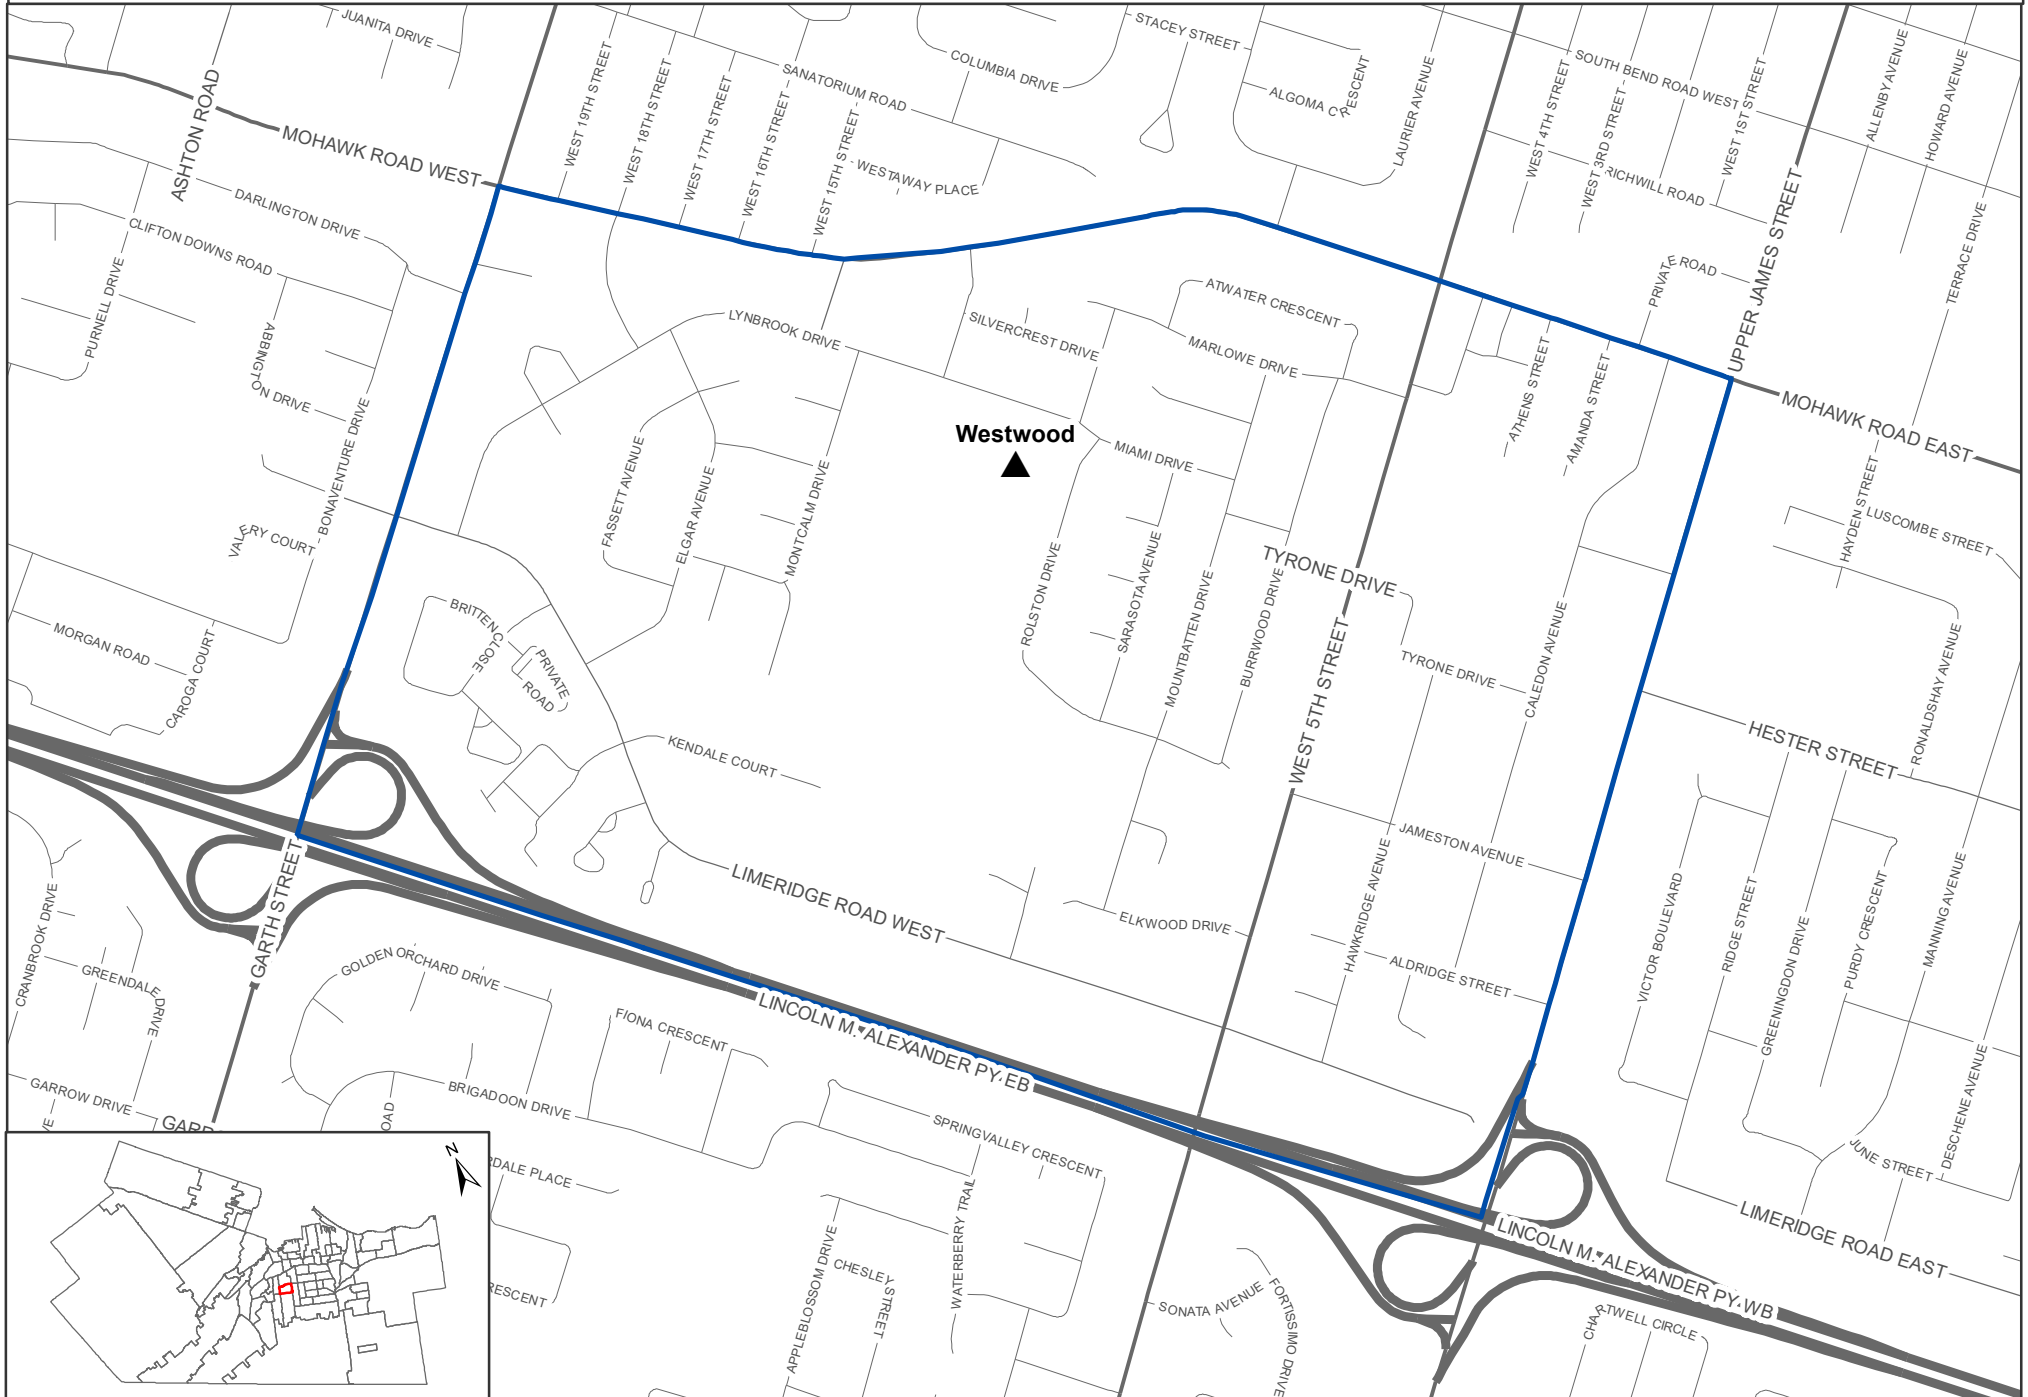 JUANITA DRIVE
STACEY STREET
COLUMBIA DRIVE
SANATORIUM ROAD
ALGOMA CRESCENT
LAURIER AVENUE
SOUTH BEND ROAD WEST
ALLENBY AVENUE
HOWARD AVENUE
WEST 19TH STREET
WEST 18TH STREET
WEST 17TH STREET
WEST 16TH STREET
WEST 15TH STREET
WEST 4TH STREET
WEST 3RD STREET
WEST 1ST STREET
ASHTON ROAD
MOHAWK ROAD WEST
WESTAWAY PLACE
RICHWILL ROAD
DARLINGTON DRIVE
CLIFTON DOWNS ROAD
PURNELL DRIVE
ABBINGTON DRIVE
BONAVENTURE DRIVE
PRIVATE ROAD
UPPER JAMES STREET
TERRACE DRIVE
ATWATER CRESCENT
LYNBROOK DRIVE
SILVERCREST DRIVE
MARLOWE DRIVE
ATHENS STREET
AMANDA STREET
MOHAWK ROAD EAST
Westwood
MIAMI DRIVE
FASSETT AVENUE
ELGAR AVENUE
MONTCALM DRIVE
HAYDEN STREET
LUSCOMBE STREET
VALERY COURT
TYRONE DRIVE
ROLSTON DRIVE
SARASOTA AVENUE
MOUNTBATTEN DRIVE
BURRWOOD DRIVE
BRITTEN CLOSE
PRIVATE ROAD
MORGAN ROAD
CAROGA COURT
TYRONE DRIVE
CALEDON AVENUE
RONALDSHAY AVENUE
WEST 5TH STREET
HESTER STREET
KENDALE COURT
JAMESTON AVENUE
GARTH STREET
LIMERIDGE ROAD WEST
ELKWOOD DRIVE
HAWKRIDGE AVENUE
ALDRIDGE STREET
VICTOR BOULEVARD
RIDGE STREET
GREENINGDON DRIVE
PURDY CRESCENT
MANNING AVENUE
CRANBROOK DRIVE
GREENDALE DRIVE
GOLDEN ORCHARD DRIVE
LINCOLN M. ALEXANDER PY EB
FIONA CRESCENT
GARROW DRIVE
BRIGADOON DRIVE
SPRINGVALLEY CRESCENT
DESCHENE AVENUE
JUNE STREET
VE
GARR
OAD
N
RDALE PLACE
RESCENT
WATERBERRY TRAIL
APPLEBLOSSOM DRIVE
CHESLEY STREET
SONATA AVENUE
FORTISSIMO DRIVE
LIMERIDGE ROAD EAST
LINCOLN M. ALEXANDER PY WB
CHATWELL CIRCLE